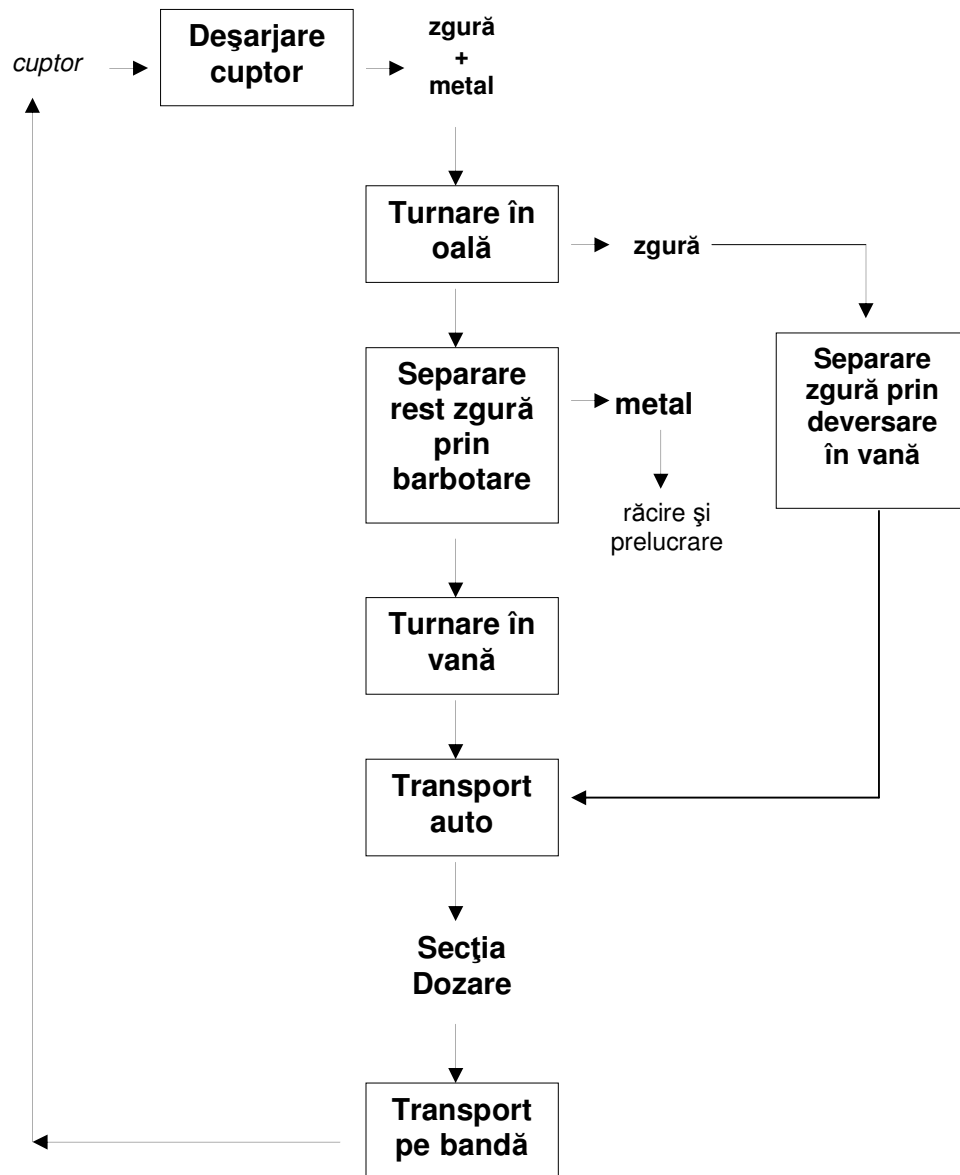 cuptor
Deşarjare
cuptor
zgură
+
metal
Turnare în
oală
zgură
Separare
rest zgură
prin
barbotare
metal
răcire şi
prelucrare
Separare
zgură prin
deversare
în vană
Turnare în
vană
Transport
auto
Secţia
Dozare
Transport
pe bandă